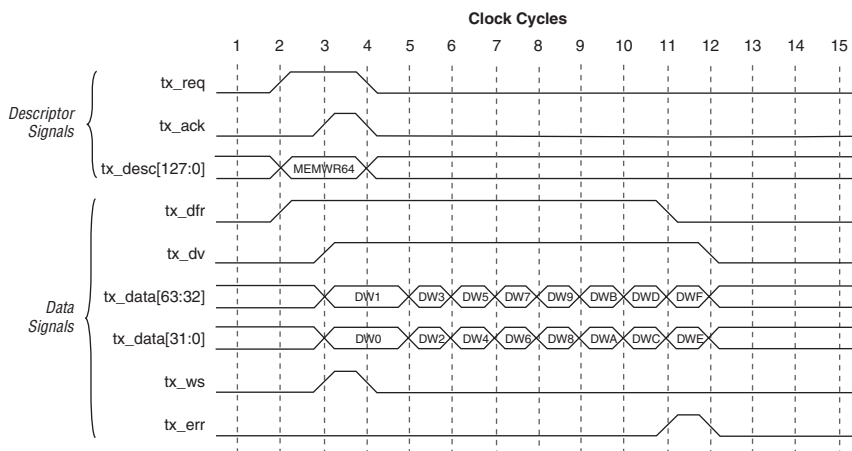 Clock Cycles
1 2 3 4 5 6 7 8 9 10 11 12 13 14 15
Descriptor
Signals
tx_req
tx_ack
tx_desc[127:0] MEMWR64
Data
Signals
tx_dfr
tx_dv
tx_data[63:32] DW1 DW3 DW5 DW7 DW9 DWB DWD DWF
tx_data[31:0] DW0 DW2 DW4 DW6 DW8 DWA DWC DWE
tx_ws
tx_err